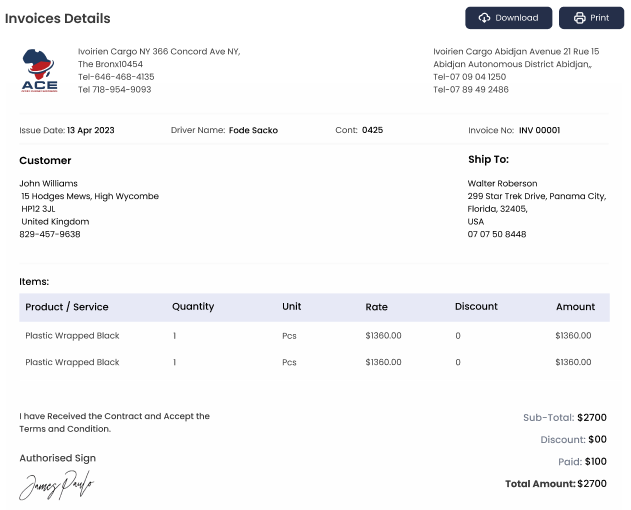 Invoices Details
Download
Print
Ivoirien Cargo NY 366 Concord Ave NY,
The Bronx10454
Tel-646-468-4135
Tel 718-954-9093
ACE
Ivoirien Cargo Abidjan Avenue 21 Rue 15
Abidjan Autonomous District Abidjan,,
Tel-07 09 04 1250
Tel-07 89 49 2486
Issue Date: 13 Apr 2023 Driver Name: Fode Sacko Cont: 0425 Invoice No: INV 00001
Customer
John Williams
15 Hodges Mews, High Wycombe
HP12 3JL
United Kingdom
829-457-9638
Ship To:
Walter Roberson
299 Star Trek Drive, Panama City,
Florida, 32405,
USA
07 07 50 8448
Items:
Product / Service Quantity Unit Rate Discount Amount
Plastic Wrapped Black 1 Pcs $1360.00 0 $1360.00
Plastic Wrapped Black 1 Pcs $1360.00 0 $1360.00
I have Received the Contract and Accept the
Terms and Condition.
Authorised Sign
Sub-Total: $2700
Discount: $00
Paid: $100
Total Amount: $2700